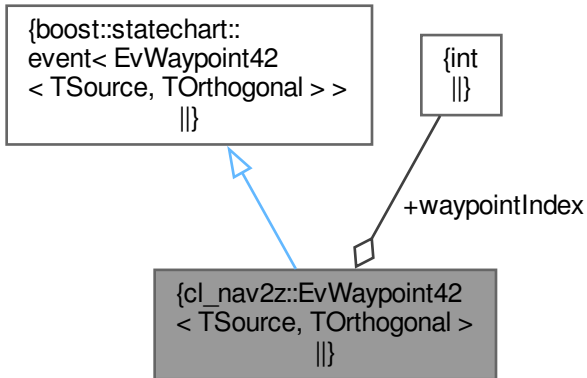 {boost::statechart::
event< EvWaypoint42
< TSource, TOrthogonal > >
||}
{int
||}
+waypointIndex
{cl_nav2z::EvWaypoint42
< TSource, TOrthogonal >
||}